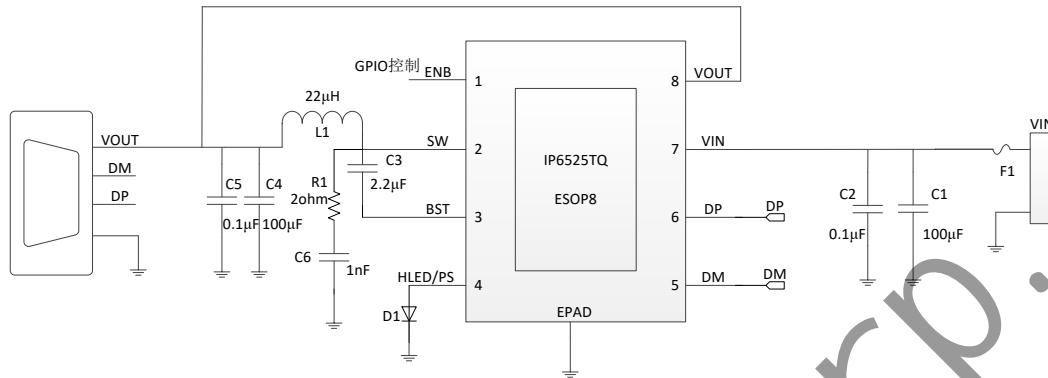 GPIO控制
ENB
1
8
VOUT
22μH
L1
VOUT
SW
2
7
VIN
VIN
F1
DM
C3
2.2μF
IP6525TQ
ESOP8
DP
R1
2ohm
C5
C4
0.1μF
100μF
BST
3
6
DP
DP
C2
C1
0.1μF
100μF
C6
1nF
HLED/PS
4
5
DM
DM
D1
EPAD
rp.